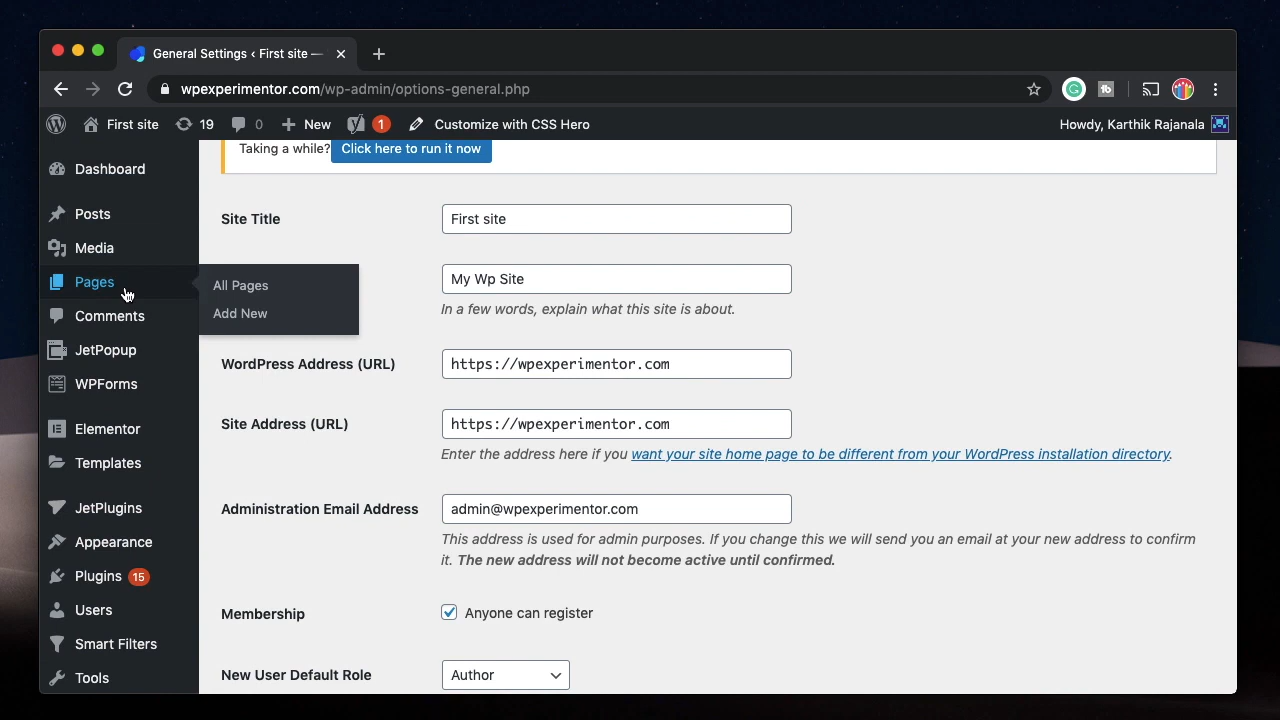 General Settings ‹ First site —
wpexperimentor.com/wp-admin/options-general.php
First site
19
0
New
1
Customize with CSS Hero
Howdy, Karthik Rajanala
Dashboard
Posts
Media
Pages
All Pages
Add New
Comments
JetPopup
WPForms
Elementor
Templates
JetPlugins
Appearance
Plugins 15
Users
Smart Filters
Tools
Taking a while? Click here to run it now
Site Title
First site
My Wp Site
In a few words, explain what this site is about.
WordPress Address (URL)
https://wpexperimentor.com
Site Address (URL)
https://wpexperimentor.com
Enter the address here if you want your site home page to be different from your WordPress installation directory.
Administration Email Address
admin@wpexperimentor.com
This address is used for admin purposes. If you change this we will send you an email at your new address to confirm
it. The new address will not become active until confirmed.
Membership
Anyone can register
New User Default Role
Author